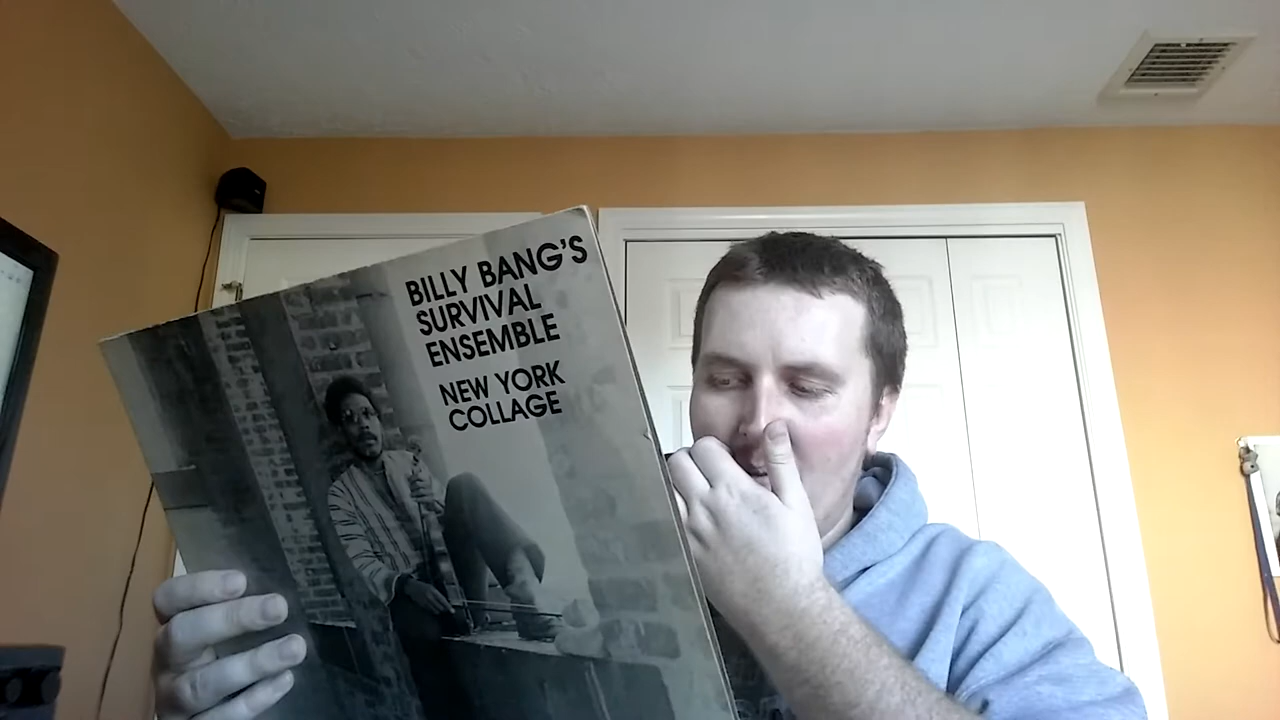 BILLY BANG'S
SURVIVAL
ENSEMBLE
NEW YORK
COLLAGE